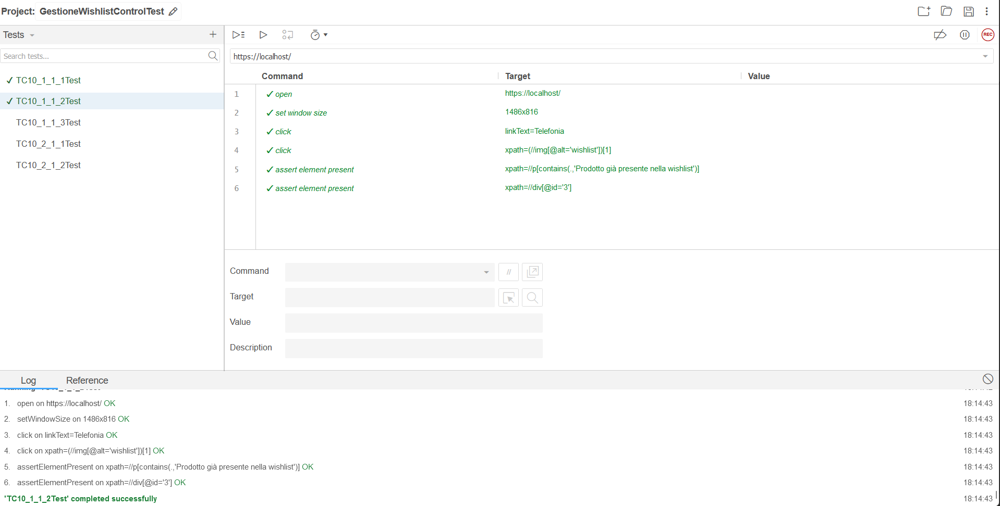 Project: GestioneWishlistControlTest
Tests
REC
Search tests...
https://localhost/
TC10_1_1_1Test
TC10_1_1_2Test
TC10_1_1_3Test
TC10_2_1_1Test
TC10_2_1_2Test
Command Target Value
1 open https://localhost/
2 set window size 1486x816
3 click linkText=Telefonia
4 click xpath=(//img[@alt='wishlist'])[1]
5 assert element present xpath=//p[contains(.,'Prodotto già presente nella wishlist')]
6 assert element present xpath=//div[@id='3']
Command //
Target
Value
Description
Log Reference
1. open on https://localhost/ OK 18:14:43
2. setWindowSize on 1486x816 OK 18:14:43
3. click on linkText=Telefonia OK 18:14:43
4. click on xpath=(//img[@alt='wishlist'])[1] OK 18:14:43
5. assertElementPresent on xpath=//p[contains(.,'Prodotto già presente nella wishlist')] OK 18:14:43
6. assertElementPresent on xpath=//div[@id='3'] OK 18:14:43
'TC10_1_1_2Test' completed successfully 18:14:43